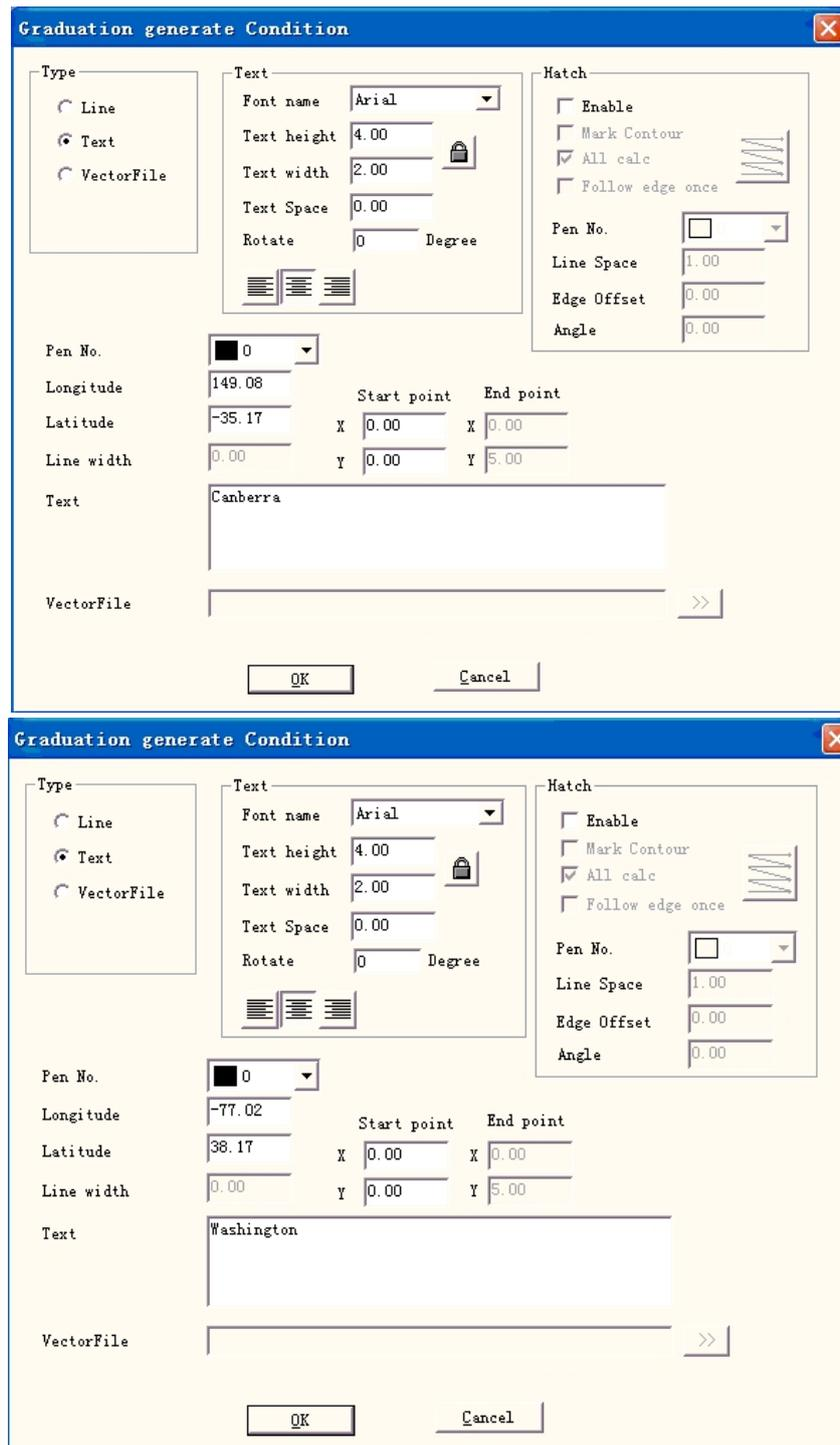 Graduation generate Condition
Type
Line
Text
VectorFile
Text
Font name Arial
Text height 4.00
Text width 2.00
Text Space 0.00
Rotate 0 Degree
Hatch
Enable
Mark Contour
All calc
Follow edge once
Pen No.
Line Space 1.00
Edge Offset 0.00
Angle 0.00
Pen No. 0
Longitude 149.08
Start point End point
Latitude -35.17 X 0.00 X 0.00
Line width 0.00 Y 0.00 Y 5.00
Text Canberra
VectorFile >>
OK Cancel
Graduation generate Condition
Type
Line
Text
VectorFile
Text
Font name Arial
Text height 4.00
Text width 2.00
Text Space 0.00
Rotate 0 Degree
Hatch
Enable
Mark Contour
All calc
Follow edge once
Pen No.
Line Space 1.00
Edge Offset 0.00
Angle 0.00
Pen No. 0
Longitude -77.02
Start point End point
Latitude 38.17 X 0.00 X 0.00
Line width 0.00 Y 0.00 Y 5.00
Text Washington
VectorFile >>
OK Cancel